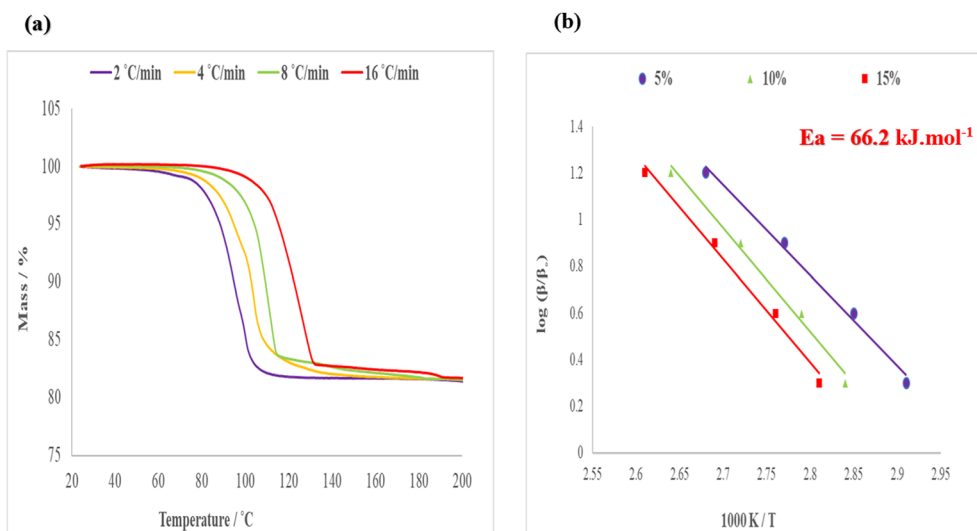 (a)
2 ˚C/min 4 ˚C/min 8 ˚C/min 16 ˚C/min
105
100
95
90
85
80
75
20 40 60 80 100 120 140 160 180 200
Mass / %
Temperature / ˚C
(b)
5% 10% 15%
Ea = 66.2 kJ.mol⁻¹
1.4
1.2
1
0.8
0.6
0.4
0.2
0
2.55 2.6 2.65 2.7 2.75 2.8 2.85 2.9 2.95
log (β/β˳)
1000 K / T